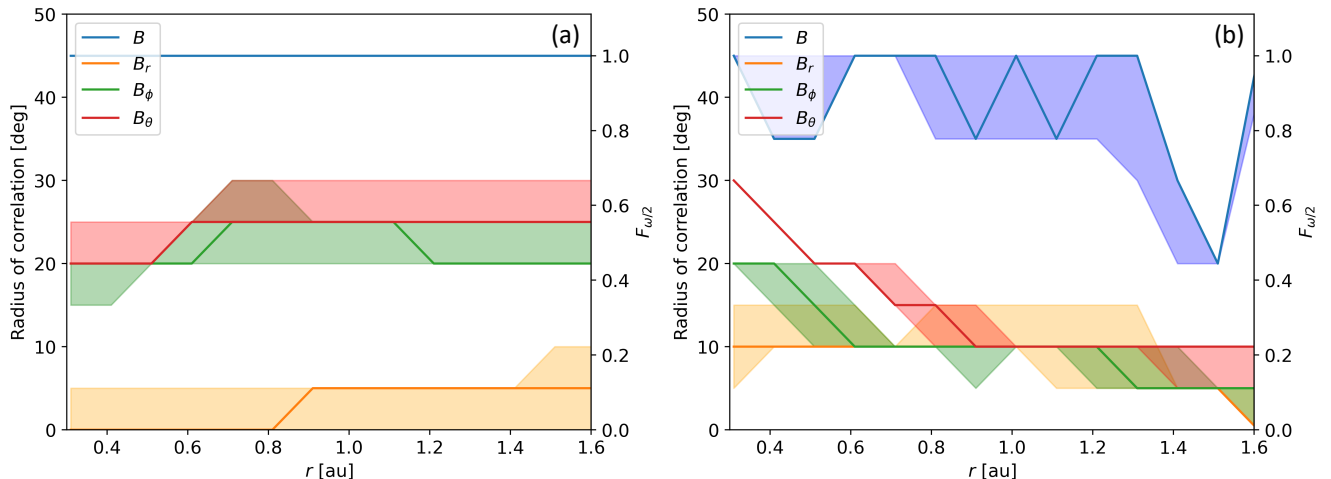 (a)
B
B_r
B_ϕ
B_θ
Radius of correlation [deg]
50
40
30
20
10
0
1.0
0.8
0.6
0.4
0.2
0.0
F_ω/2
0.4 0.6 0.8 1.0 1.2 1.4 1.6
r [au]
(b)
B
B_r
B_ϕ
B_θ
Radius of correlation [deg]
50
40
30
20
10
0
1.0
0.8
0.6
0.4
0.2
0.0
F_ω/2
0.4 0.6 0.8 1.0 1.2 1.4 1.6
r [au]